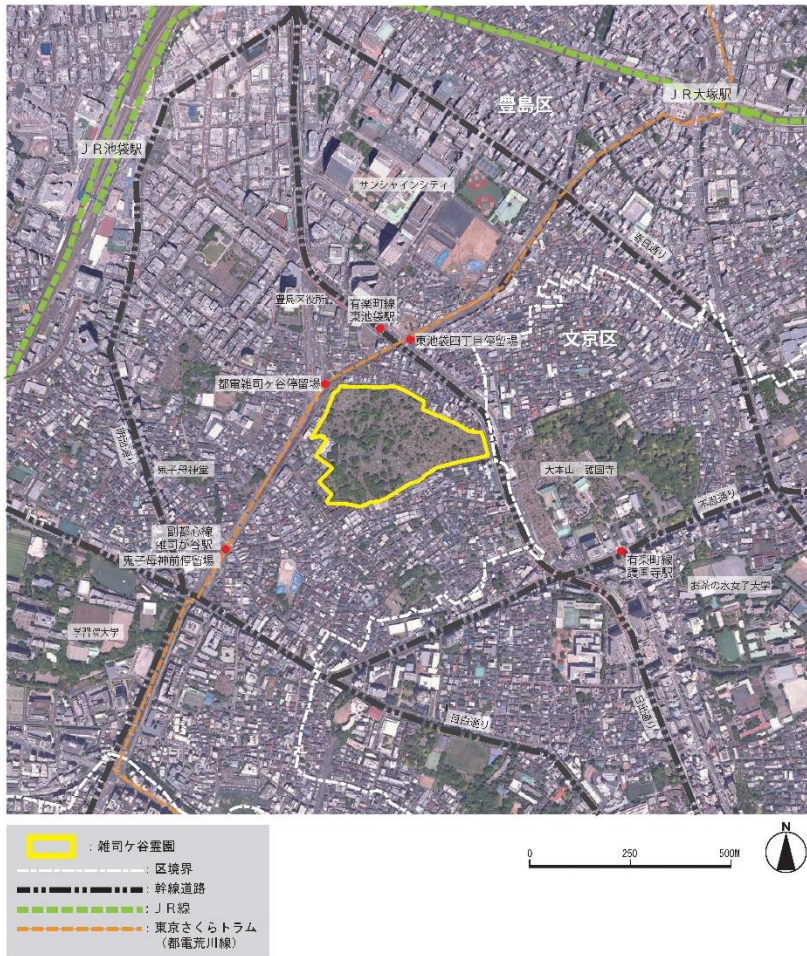 豊島区
JR大塚駅
JR池袋駅
サンシャインシティ
春日通り
豊島区役所
有楽町線
東池袋駅
東池袋四丁目停留場
文京区
都電雑司ケ谷停留場
明治通り
鬼子母神堂
大本山 護国寺
不忍通り
副都心線
雑司が谷駅
鬼子母神前停留場
有楽町線
護国寺駅
お茶の水女子大学
学習院大学
目白通り
目白通り
N
:雑司ケ谷霊園
:区境界
:幹線道路
:JR線
:東京さくらトラム
(都電荒川線)
0 250 500M